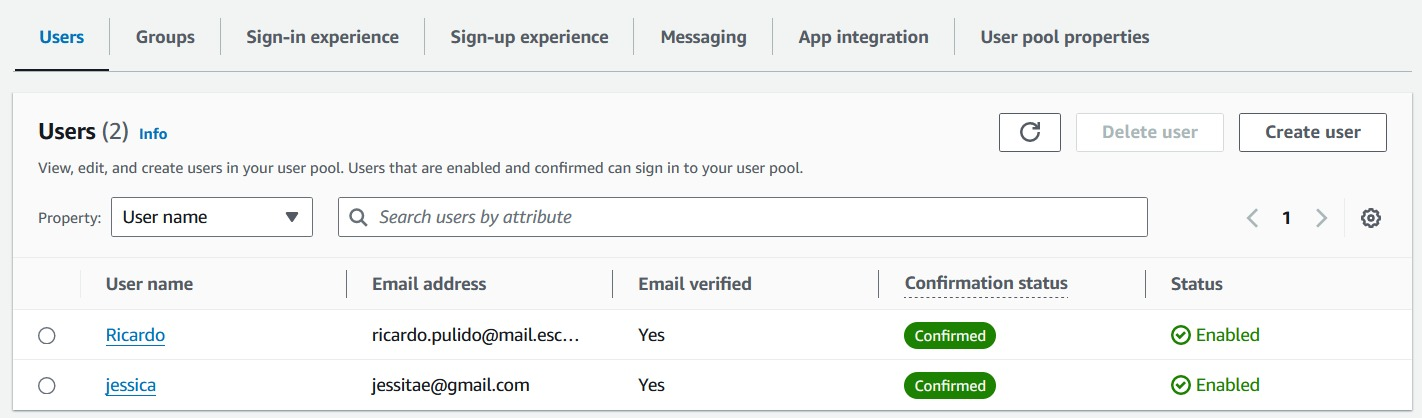 Users Groups Sign-in experience Sign-up experience Messaging App integration User pool properties
Users (2) Info Delete user Create user
View, edit, and create users in your user pool. Users that are enabled and confirmed can sign in to your user pool.
Property: User name Search users by attribute 1
User name Email address Email verified Confirmation status Status
Ricardo ricardo.pulido@mail.esc... Yes Confirmed Enabled
jessica jessitae@gmail.com Yes Confirmed Enabled